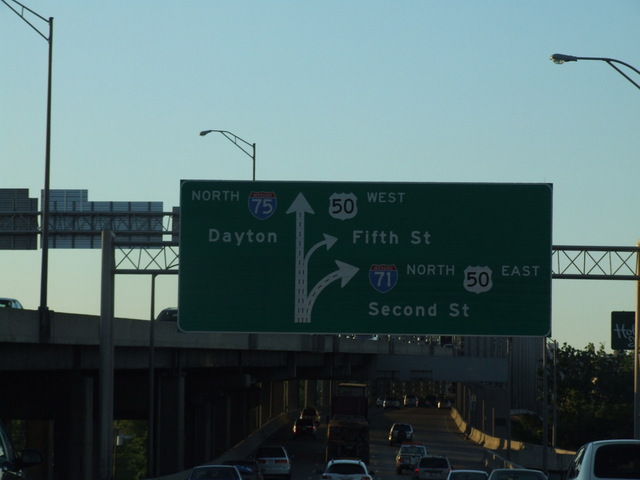 NORTH 75 50 WEST
Dayton Fifth St
71 NORTH 50 EAST
Second St